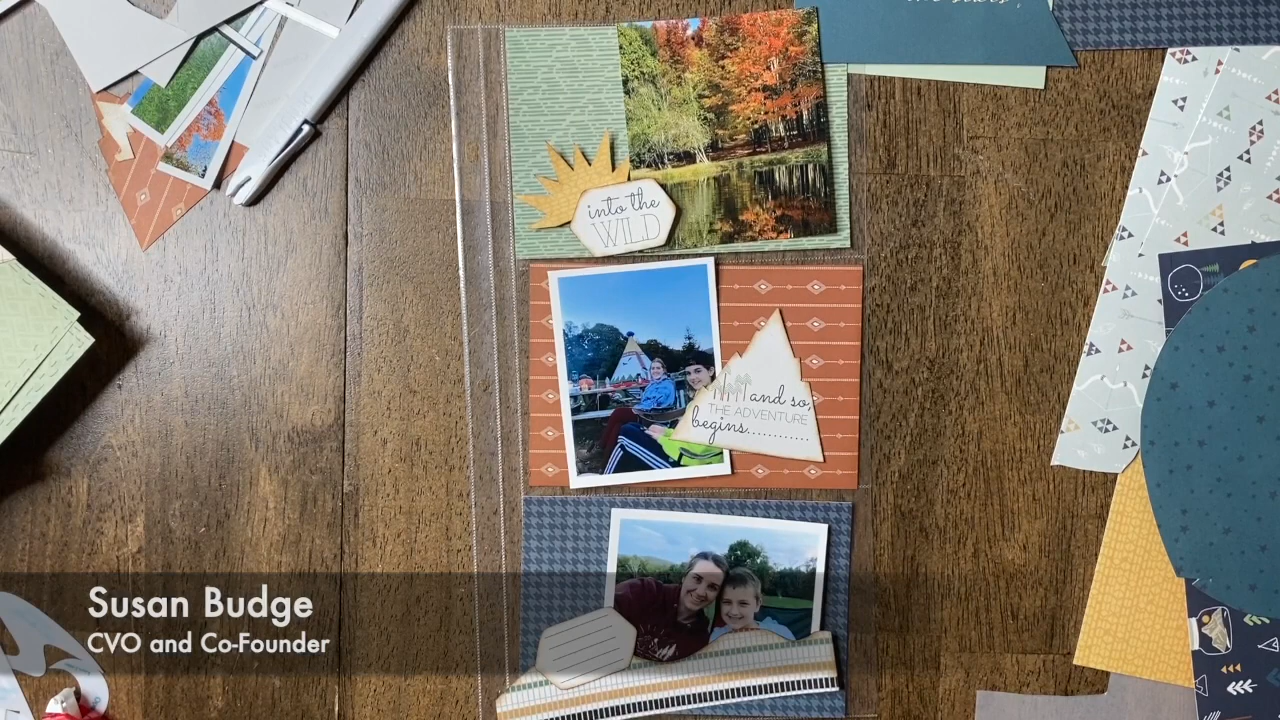 into the
WILD
and so,
THE ADVENTURE
begins............
Susan Budge
CVO and Co-Founder